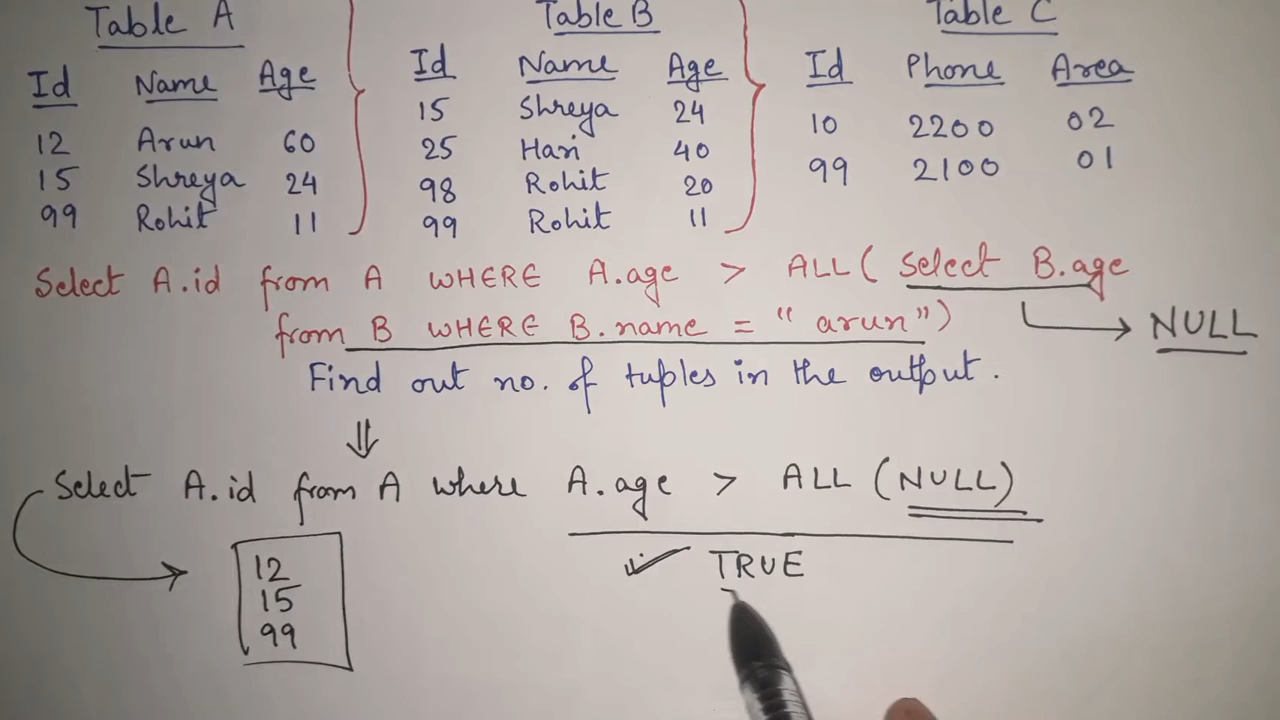 Table A
Id Name Age
12 Arun 60
15 Shreya 24
99 Rohit 11
Table B
Id Name Age
15 Shreya 24
25 Hari 40
98 Rohit 20
99 Rohit 11
Table C
Id Phone Area
10 2200 02
99 2100 01
Select A.id from A WHERE A.age > ALL( select B.age
from B WHERE B.name = "arun")
NULL
Find out no. of tuples in the output.
Select A.id from A where A.age > ALL (NULL)
TRUE
12
15
99